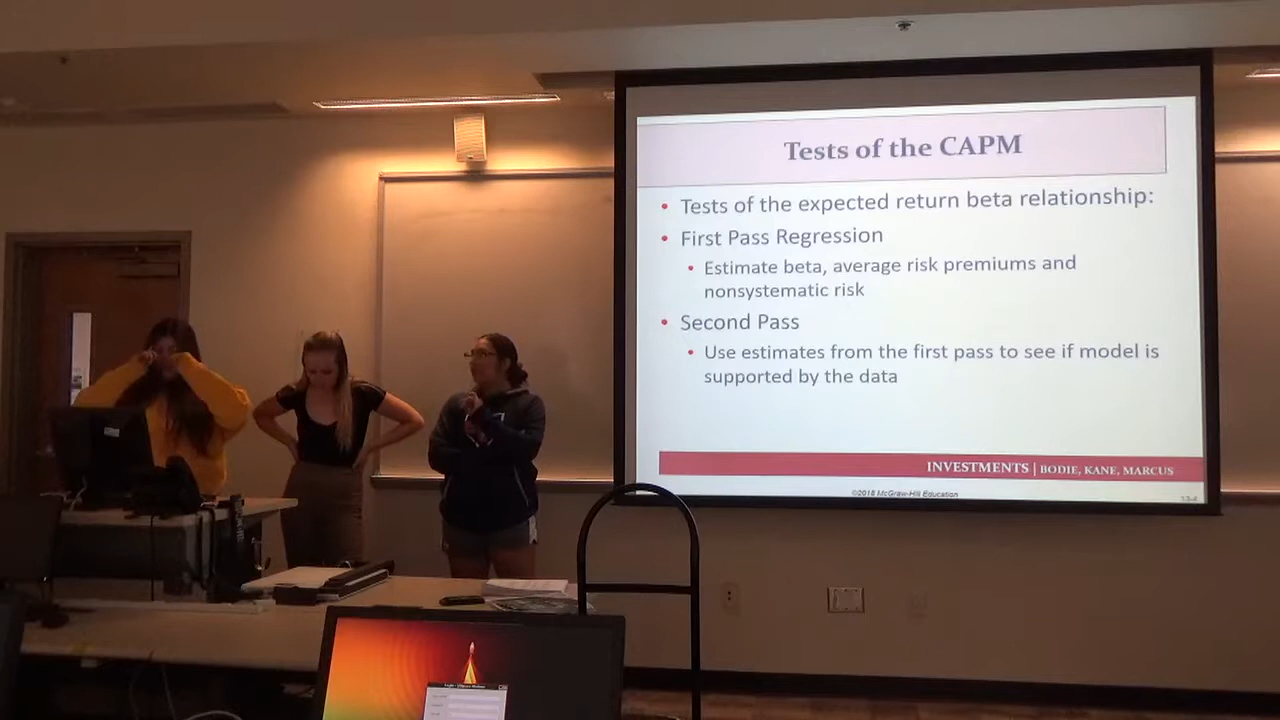 Tests of the CAPM
• Tests of the expected return beta relationship:
• First Pass Regression
• Estimate beta, average risk premiums and
nonsystematic risk
• Second Pass
• Use estimates from the first pass to see if model is
supported by the data
INVESTMENTS | BODIE, KANE, MARCUS
©2018 McGraw-Hill Education